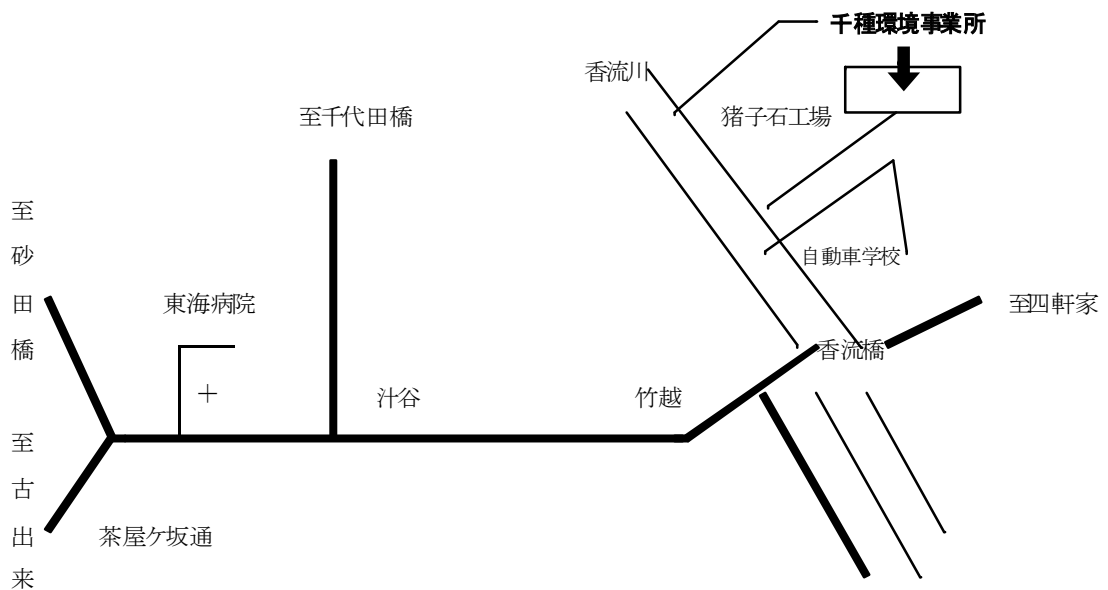 千種環境事業所
香流川
猪子石工場
至千代田橋
至砂田橋
自動車学校
東海病院
至四軒家
香流橋
＋
汁谷
竹越
至古出来
茶屋ケ坂通